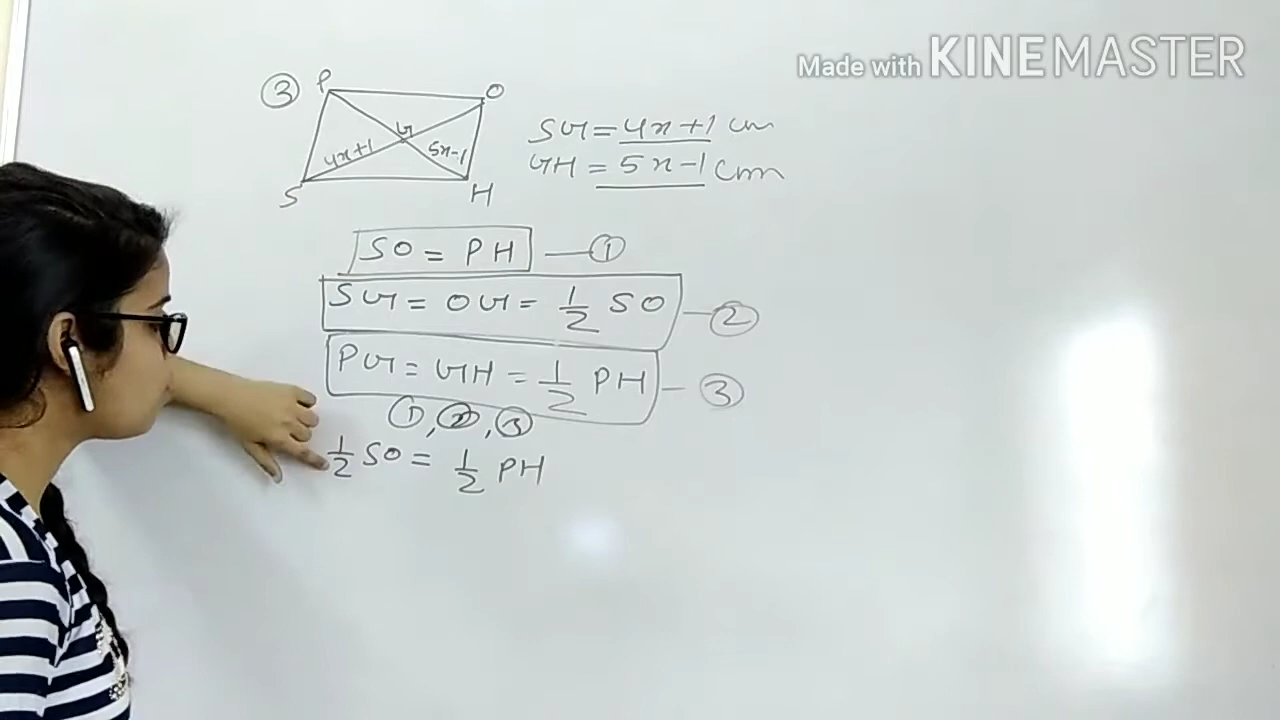 Made with KINEMASTER
③ P O
G
4x+1 5x-1
S H
SG = 4x+1 cm
GH = 5x-1 cm
SO = PH — ①
SG = OG = 1/2 SO — ②
PG = GH = 1/2 PH — ③
①, ②, ③
1/2 SO = 1/2 PH